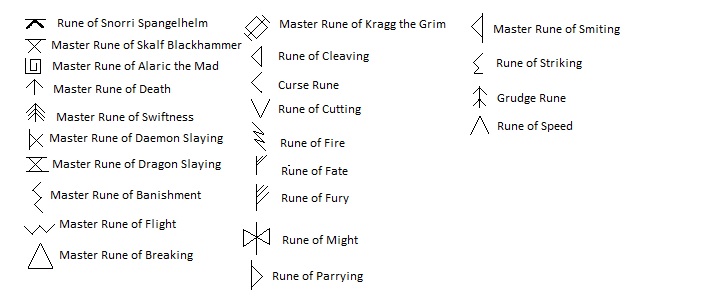 Rune of Snorri Spangelhelm
Master Rune of Skalf Blackhammer
Master Rune of Alaric the Mad
Master Rune of Death
Master Rune of Swiftness
Master Rune of Daemon Slaying
Master Rune of Dragon Slaying
Master Rune of Banishment
Master Rune of Flight
Master Rune of Breaking
Master Rune of Kragg the Grim
Rune of Cleaving
Curse Rune
Rune of Cutting
Rune of Fire
Rune of Fate
Rune of Fury
Rune of Might
Rune of Parrying
Master Rune of Smiting
Rune of Striking
Grudge Rune
Rune of Speed